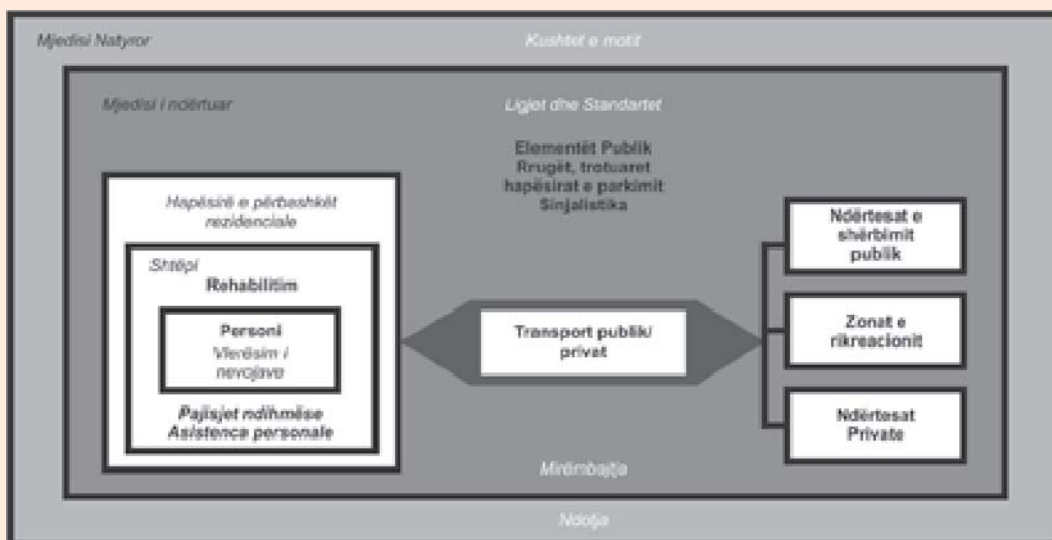 Mjedisi Natyror
Kushtet e motit
Mjedisi i ndërtuar
Ligjet dhe Standartet
Elementët Publik
Rrugët, trotuaret
hapësirat e parkimit
Sinjalistika
Hapësirë e përbashkët
rezidenciale
Shtëpi
Rehabilitim
Personi
Vlerësim i
nevojave
Pajisjet ndihmëse
Asistenca personale
Transport publik/
privat
Ndërtesat e
shërbimit
publik
Zonat e
rikreacionit
Ndërtesat
Private
Mirëmbajtja
Ndotja